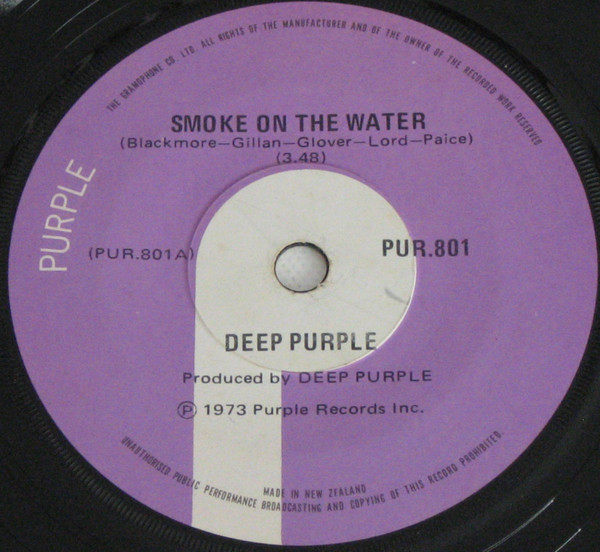 THE GRAMOPHONE CO. LTD. ALL RIGHTS OF THE MANUFACTURER AND OF THE OWNER OF THE RECORDED WORK RESERVED
SMOKE ON THE WATER
(Blackmore—Gillan—Glover—Lord—Paice)
(3.48)
PURPLE
(PUR.801A)
PUR.801
DEEP PURPLE
Produced by DEEP PURPLE
℗ 1973 Purple Records Inc.
MADE IN NEW ZEALAND
UNAUTHORISED PUBLIC PERFORMANCE BROADCASTING AND COPYING OF THIS RECORD PROHIBITED.